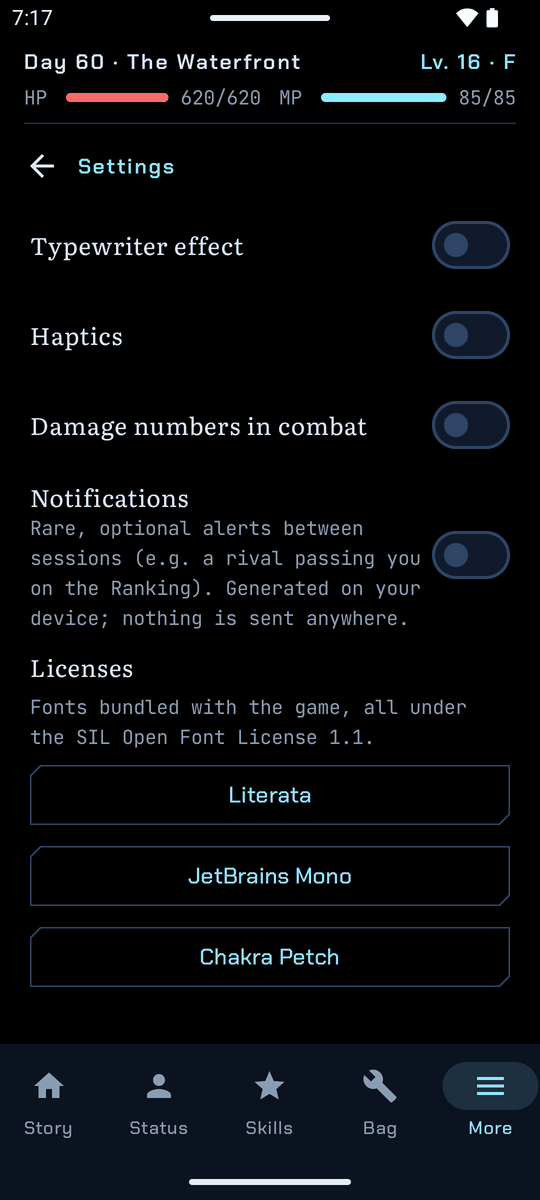 7:17
Day 60 · The Waterfront
Lv. 16 · F
HP 620/620 MP 85/85
Settings
Typewriter effect
Haptics
Damage numbers in combat
Notifications
Rare, optional alerts between
sessions (e.g. a rival passing you
on the Ranking). Generated on your
device; nothing is sent anywhere.
Licenses
Fonts bundled with the game, all under
the SIL Open Font License 1.1.
Literata
JetBrains Mono
Chakra Petch
Story Status Skills Bag More